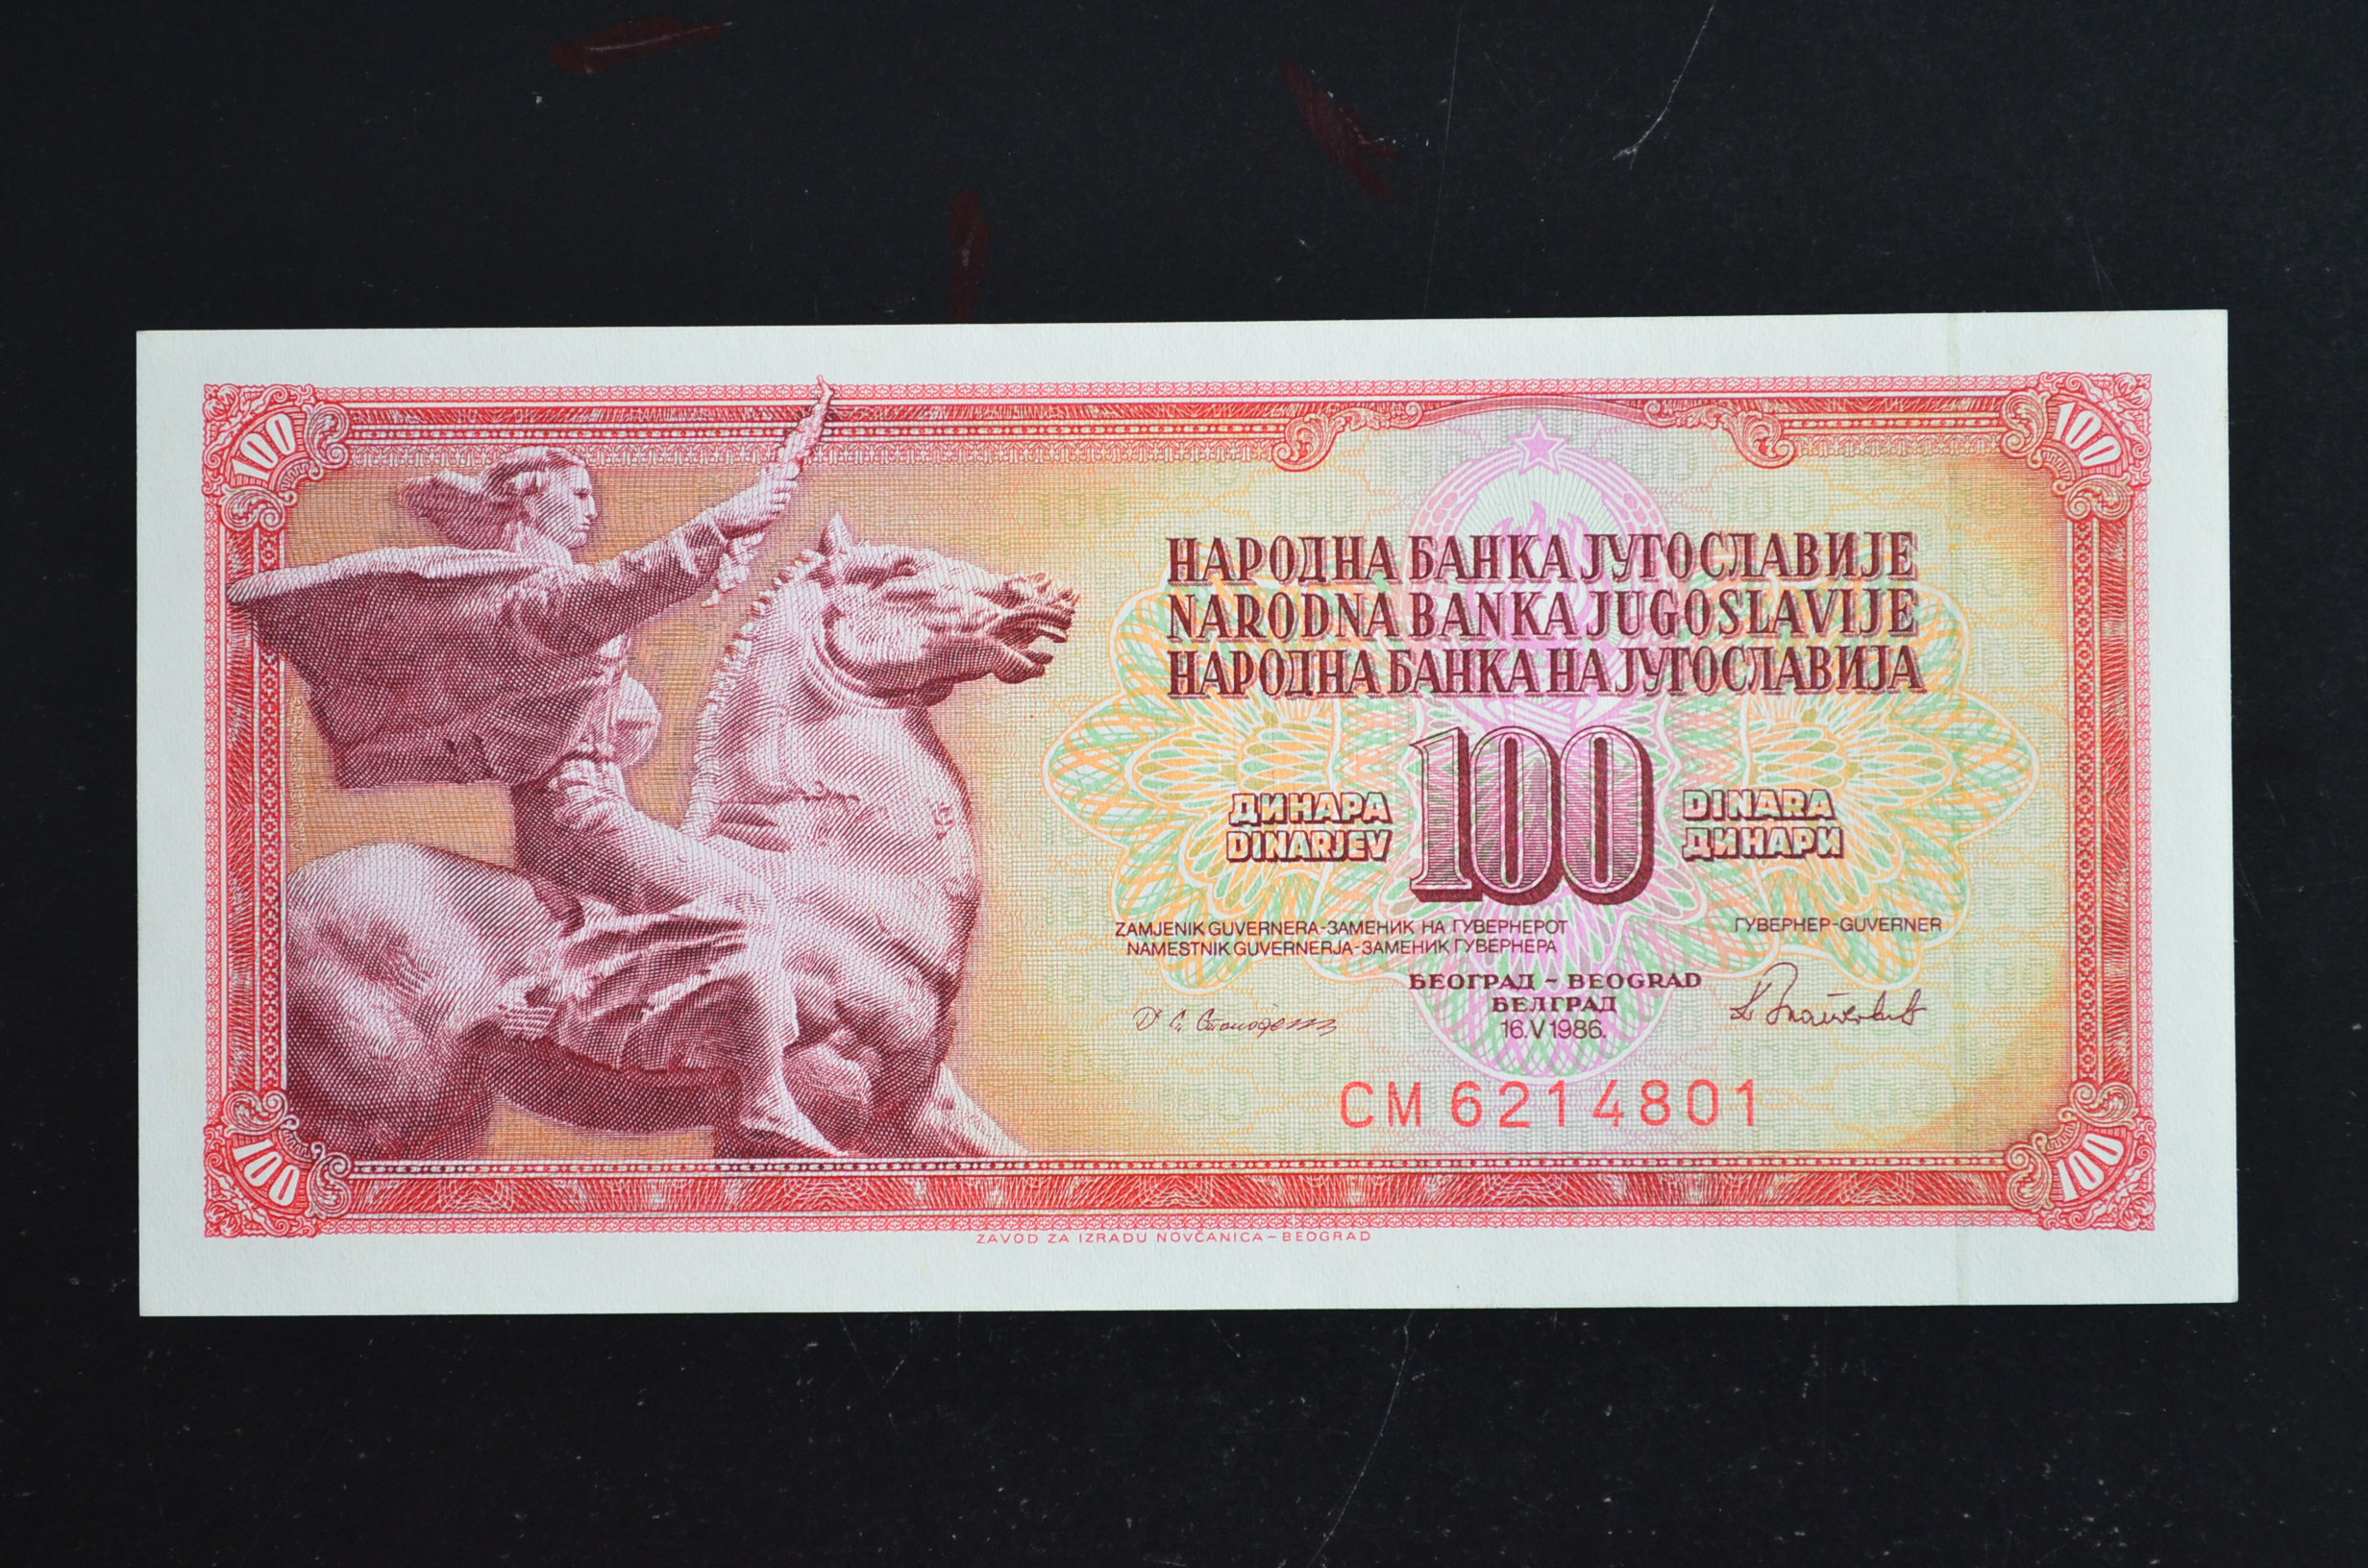 100
100
НАРОДНА БАНКА ЈУГОСЛАВИЈЕ
NARODNA BANKA JUGOSLAVIJE
НАРОДНА БАНКА НА ЈУГОСЛАВИЈА
ДИНАРА 100 DINARA
DINARJEV ДИНАРИ
ZAMJENIK GUVERNERA-ЗАМЕНИК НА ГУВЕРНЕРОТ
NAMESTNIK GUVERNERJA-ЗАМЕНИК ГУВЕРНЕРА
ГУВЕРНЕР-GUVERNER
БЕОГРАД ~ BEOGRAD
БЕЛГРАД
16.V1986.
CM 6214801
100
100
ZAVOD ZA IZRADU NOVČANICA–BEOGRAD